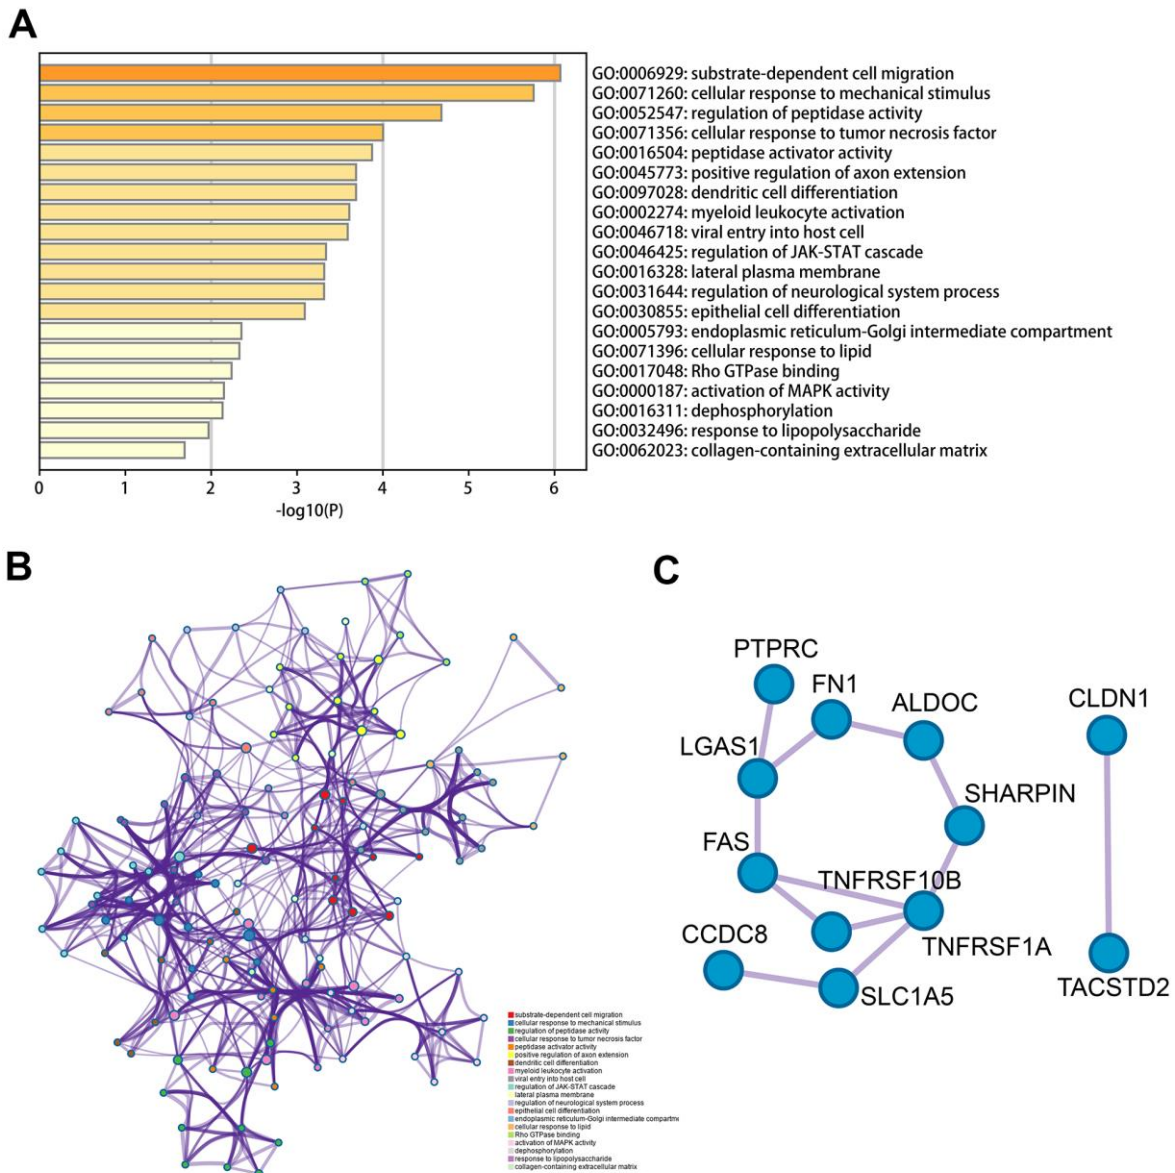 A
GO:0006929: substrate-dependent cell migration
GO:0071260: cellular response to mechanical stimulus
GO:0052547: regulation of peptidase activity
GO:0071356: cellular response to tumor necrosis factor
GO:0016504: peptidase activator activity
GO:0045773: positive regulation of axon extension
GO:0097028: dendritic cell differentiation
GO:0002274: myeloid leukocyte activation
GO:0046718: viral entry into host cell
GO:0046425: regulation of JAK-STAT cascade
GO:0016328: lateral plasma membrane
GO:0031644: regulation of neurological system process
GO:0030855: epithelial cell differentiation
GO:0005793: endoplasmic reticulum-Golgi intermediate compartment
GO:0071396: cellular response to lipid
GO:0017048: Rho GTPase binding
GO:0000187: activation of MAPK activity
GO:0016311: dephosphorylation
GO:0032496: response to lipopolysaccharide
GO:0062023: collagen-containing extracellular matrix
0 1 2 3 4 5 6
-log10(P)
B
substrate-dependent cell migration
cellular response to mechanical stimulus
regulation of peptidase activity
cellular response to tumor necrosis factor
peptidase activator activity
positive regulation of axon extension
dendritic cell differentiation
myeloid leukocyte activation
viral entry into host cell
regulation of JAK-STAT cascade
lateral plasma membrane
regulation of neurological system process
epithelial cell differentiation
endoplasmic reticulum-Golgi intermediate compartme
cellular response to lipid
Rho GTPase binding
activation of MAPK activity
dephosphorylation
response to lipopolysaccharide
collagen-containing extracellular matrix
C
PTPRC
FN1
ALDOC
CLDN1
LGAS1
SHARPIN
FAS
TNFRSF10B
CCDC8
TNFRSF1A
SLC1A5
TACSTD2